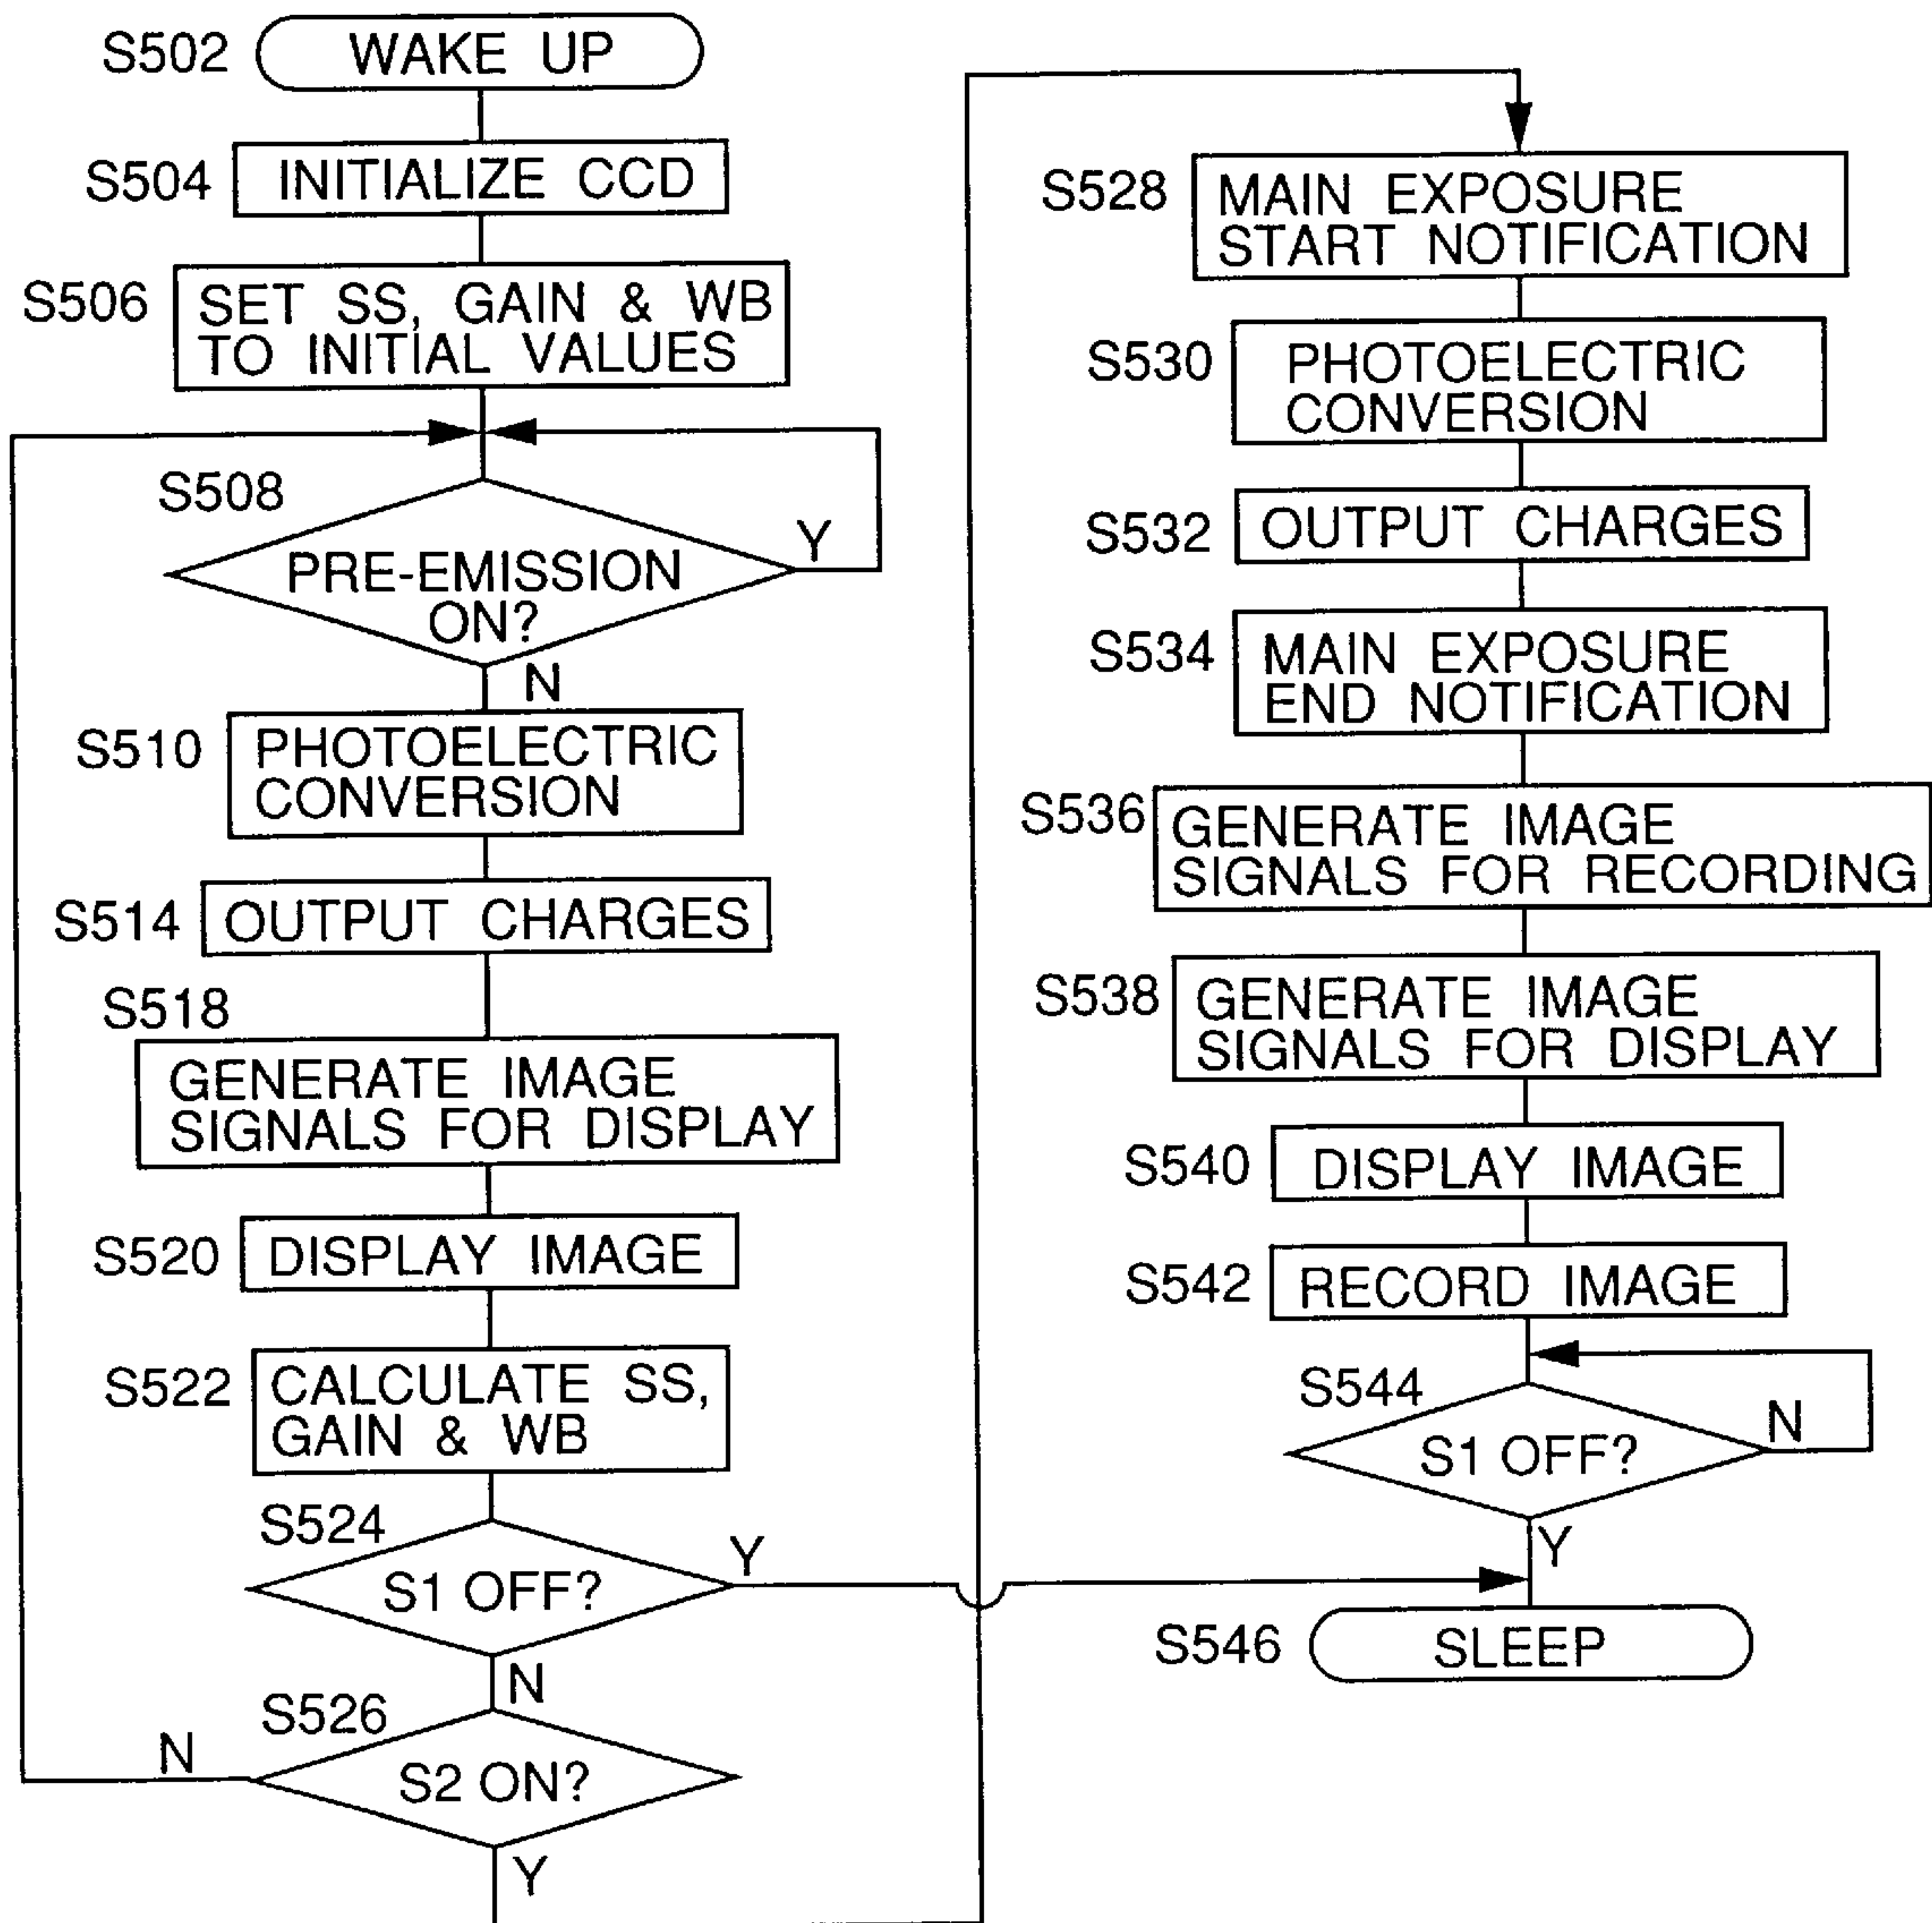 S502 WAKE UP
S504 INITIALIZE CCD
S506 SET SS, GAIN & WB
TO INITIAL VALUES
S508
Y
PRE-EMISSION
ON?
N
S510 PHOTOELECTRIC
CONVERSION
S514 OUTPUT CHARGES
S518
GENERATE IMAGE
SIGNALS FOR DISPLAY
S520 DISPLAY IMAGE
S522 CALCULATE SS,
GAIN & WB
S524
Y
S1 OFF?
N
S526
N
S2 ON?
Y
S528 MAIN EXPOSURE
START NOTIFICATION
S530 PHOTOELECTRIC
CONVERSION
S532 OUTPUT CHARGES
S534 MAIN EXPOSURE
END NOTIFICATION
S536 GENERATE IMAGE
SIGNALS FOR RECORDING
S538 GENERATE IMAGE
SIGNALS FOR DISPLAY
S540 DISPLAY IMAGE
S542 RECORD IMAGE
S544
N
S1 OFF?
Y
S546 SLEEP